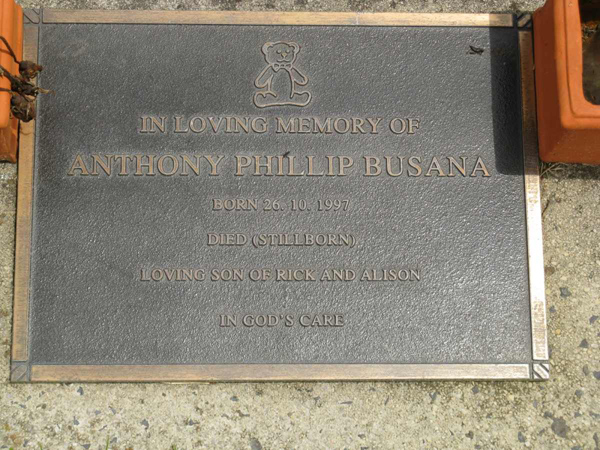 IN LOVING MEMORY OF
ANTHONY PHILLIP BUSANA
BORN 26. 10. 1997
DIED (STILLBORN)
LOVING SON OF RICK AND ALISON
IN GOD'S CARE